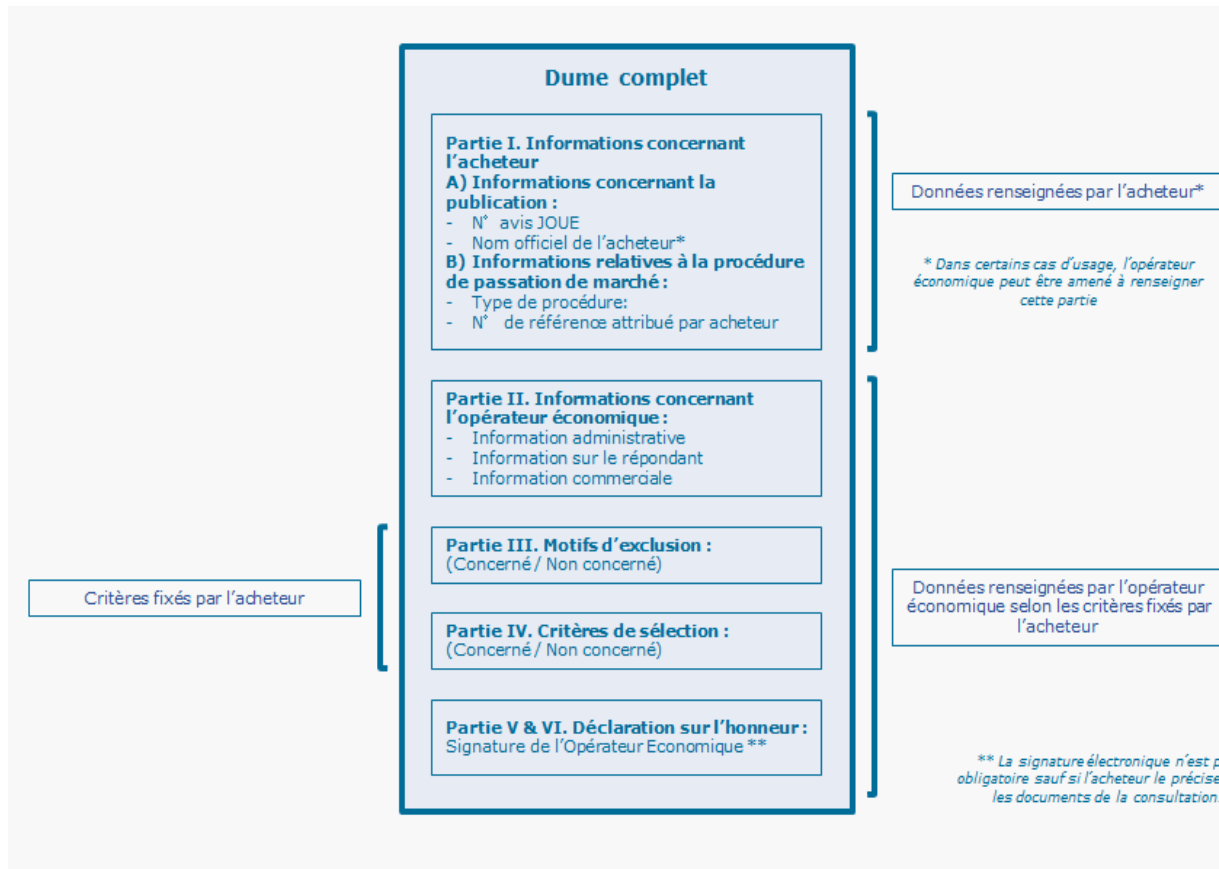 Dume complet
Partie I. Informations concernant
l'acheteur
A) Informations concernant la
publication :
- N° avis JOUE
- Nom officiel de l'acheteur*
B) Informations relatives à la procédure
de passation de marché :
- Type de procédure:
- N° de référence attribué par acheteur
Données renseignées par l'acheteur*
* Dans certains cas d'usage, l'opérateur
économique peut être amené à renseigner
cette partie
Partie II. Informations concernant
l'opérateur économique :
- Information administrative
- Information sur le répondant
- Information commerciale
Partie III. Motifs d'exclusion :
(Concerné / Non concerné)
Critères fixés par l'acheteur
Partie IV. Critères de sélection :
(Concerné / Non concerné)
Données renseignées par l'opérateur
économique selon les critères fixés par
l'acheteur
Partie V & VI. Déclaration sur l'honneur :
Signature de l'Opérateur Economique **
** La signature électronique n'est
obligatoire sauf si l'acheteur le précise
les documents de la consultation.